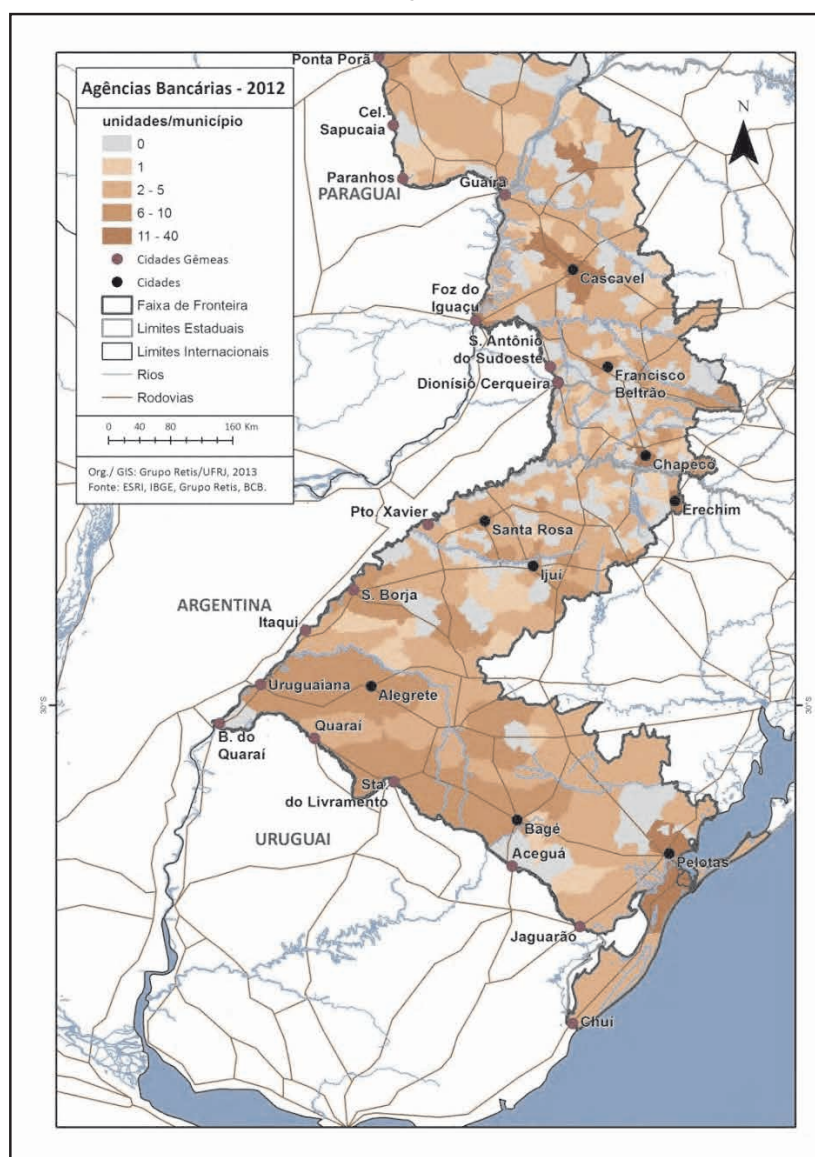 Agências Bancárias - 2012
unidades/município
0
1
2 - 5
6 - 10
11 - 40
Cidades Gêmeas
Cidades
Faixa de Fronteira
Limites Estaduais
Limites Internacionais
Rios
Rodovias
0 40 80 160 Km
Org./ GIS: Grupo Retis/UFRJ, 2013
Fonte: ESRI, IBGE, Grupo Retis, BCB.
Ponta Porã
N
Cel.
Sapucaia
Paranhos
PARAGUAI
Guaíra
Cascavel
Foz do
Iguaçu
S. Antônio
do Sudoeste
Dionísio Cerqueira
Francisco
Beltrão
Chapecó
Erechim
Pto. Xavier
Santa Rosa
Ijuí
S. Borja
ARGENTINA
Itaqui
Uruguaiana
Alegrete
30°S
30°S
B. do
Quaraí
Quaraí
Sta.
do Livramento
URUGUAI
Bagé
Aceguá
Pelotas
Jaguarão
Chuí